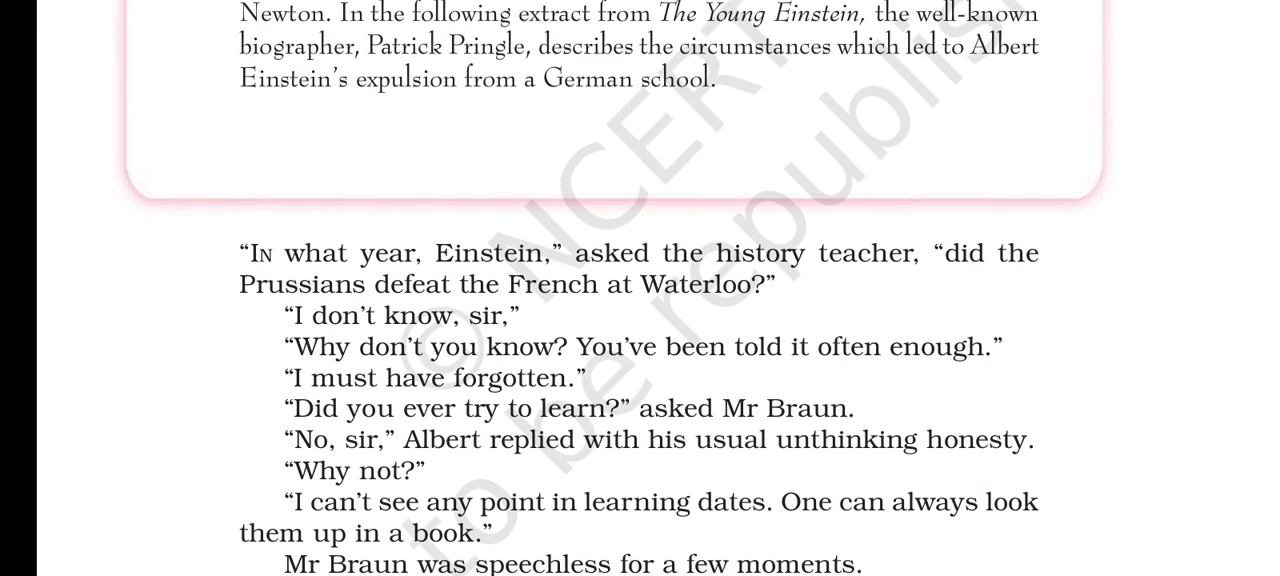 Newton. In the following extract from The Young Einstein, the well-known
biographer, Patrick Pringle, describes the circumstances which led to Albert
Einstein's expulsion from a German school.
© NCERT
to be republis
“IN what year, Einstein,” asked the history teacher, “did the
Prussians defeat the French at Waterloo?”
“I don't know, sir,”
“Why don't you know? You've been told it often enough.”
“I must have forgotten.”
“Did you ever try to learn?” asked Mr Braun.
“No, sir,” Albert replied with his usual unthinking honesty.
“Why not?”
“I can't see any point in learning dates. One can always look
them up in a book.”
Mr Braun was speechless for a few moments.